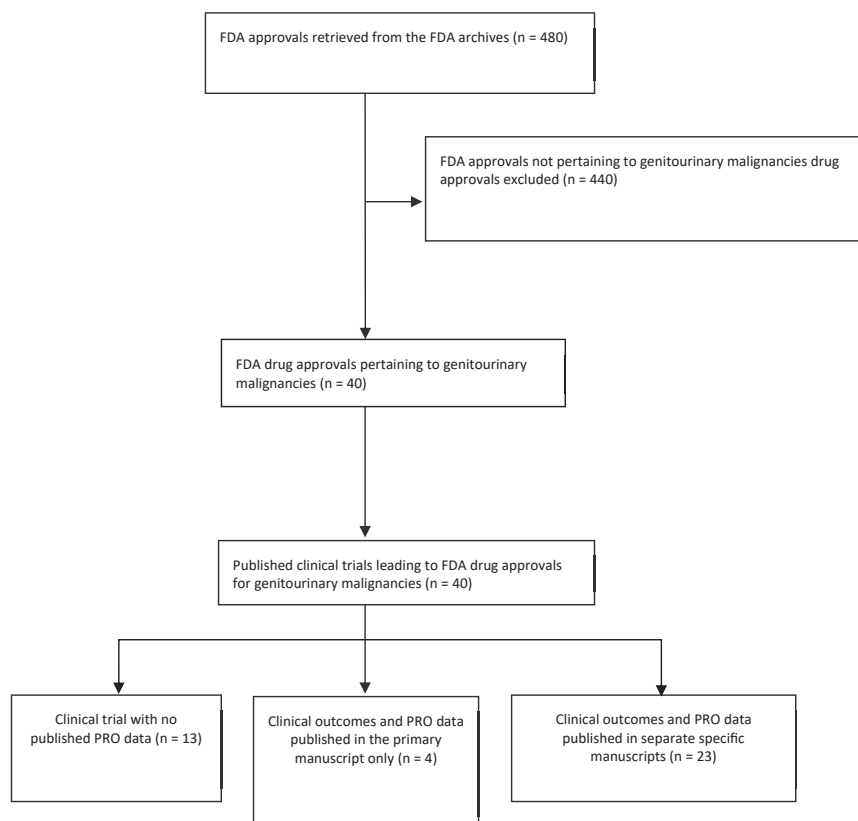 FDA approvals retrieved from the FDA archives (n = 480)
FDA approvals not pertaining to genitourinary malignancies drug
approvals excluded (n = 440)
FDA drug approvals pertaining to genitourinary
malignancies (n = 40)
Published clinical trials leading to FDA drug approvals
for genitourinary malignancies (n = 40)
Clinical trial with no
published PRO data (n = 13)
Clinical outcomes and PRO data
published in the primary
manuscript only (n = 4)
Clinical outcomes and PRO data
published in separate specific
manuscripts (n = 23)